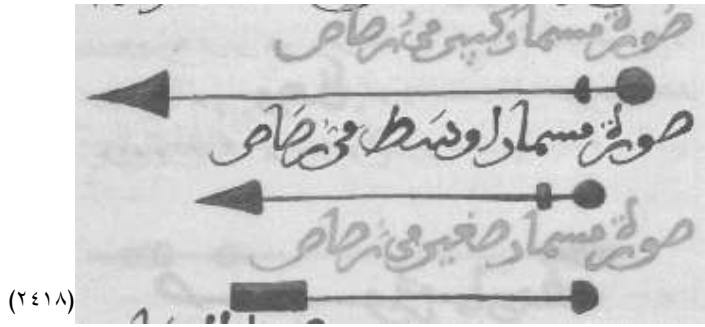 صورة مسمار كبير من رصاص
صورة مسمار اوسط من رصاص
صورة مسمار صغير من رصاص
(٢٤١٨)